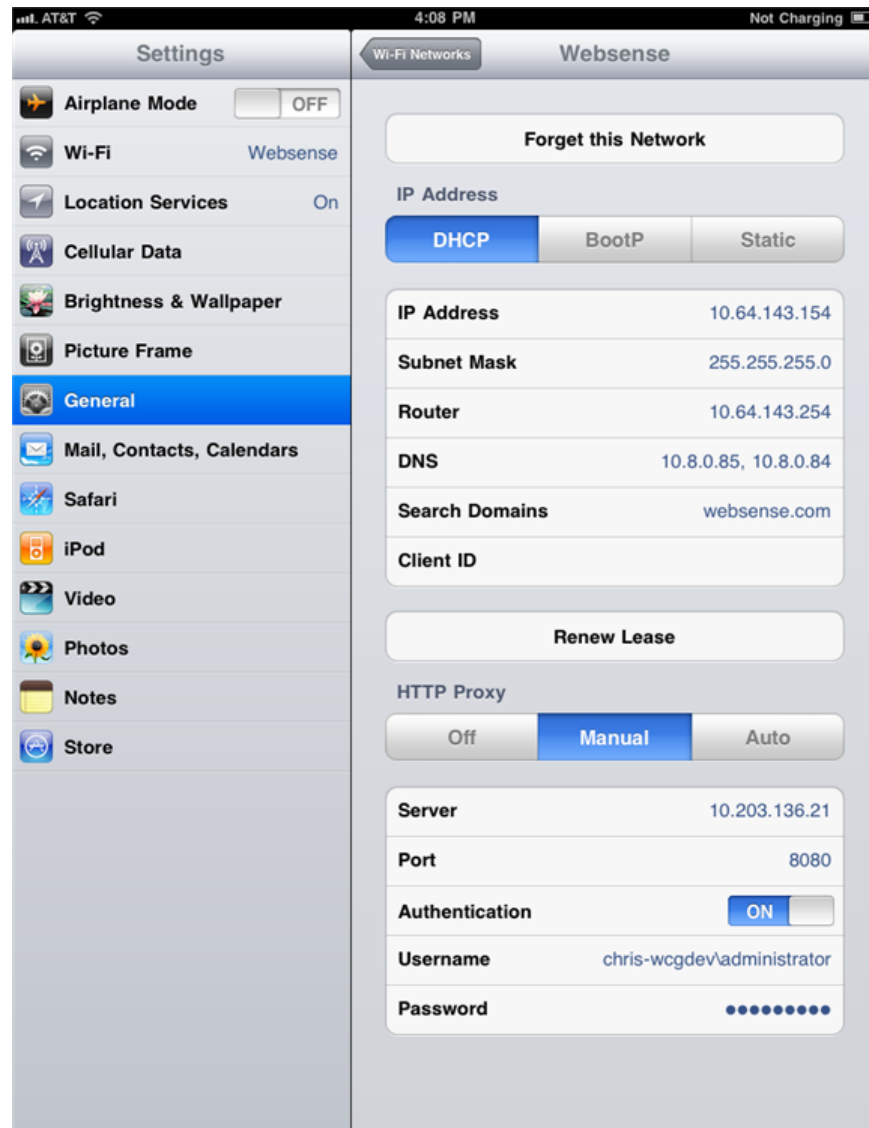 AT&T 4:08 PM Not Charging
Settings
Wi-Fi Networks Websense
Airplane Mode OFF
Wi-Fi Websense
Location Services On
Cellular Data
Brightness & Wallpaper
Picture Frame
General
Mail, Contacts, Calendars
Safari
iPod
Video
Photos
Notes
Store
Forget this Network
IP Address
DHCP BootP Static
IP Address 10.64.143.154
Subnet Mask 255.255.255.0
Router 10.64.143.254
DNS 10.8.0.85, 10.8.0.84
Search Domains websense.com
Client ID
Renew Lease
HTTP Proxy
Off Manual Auto
Server 10.203.136.21
Port 8080
Authentication ON
Username chris-wcgdev\administrator
Password •••••••••